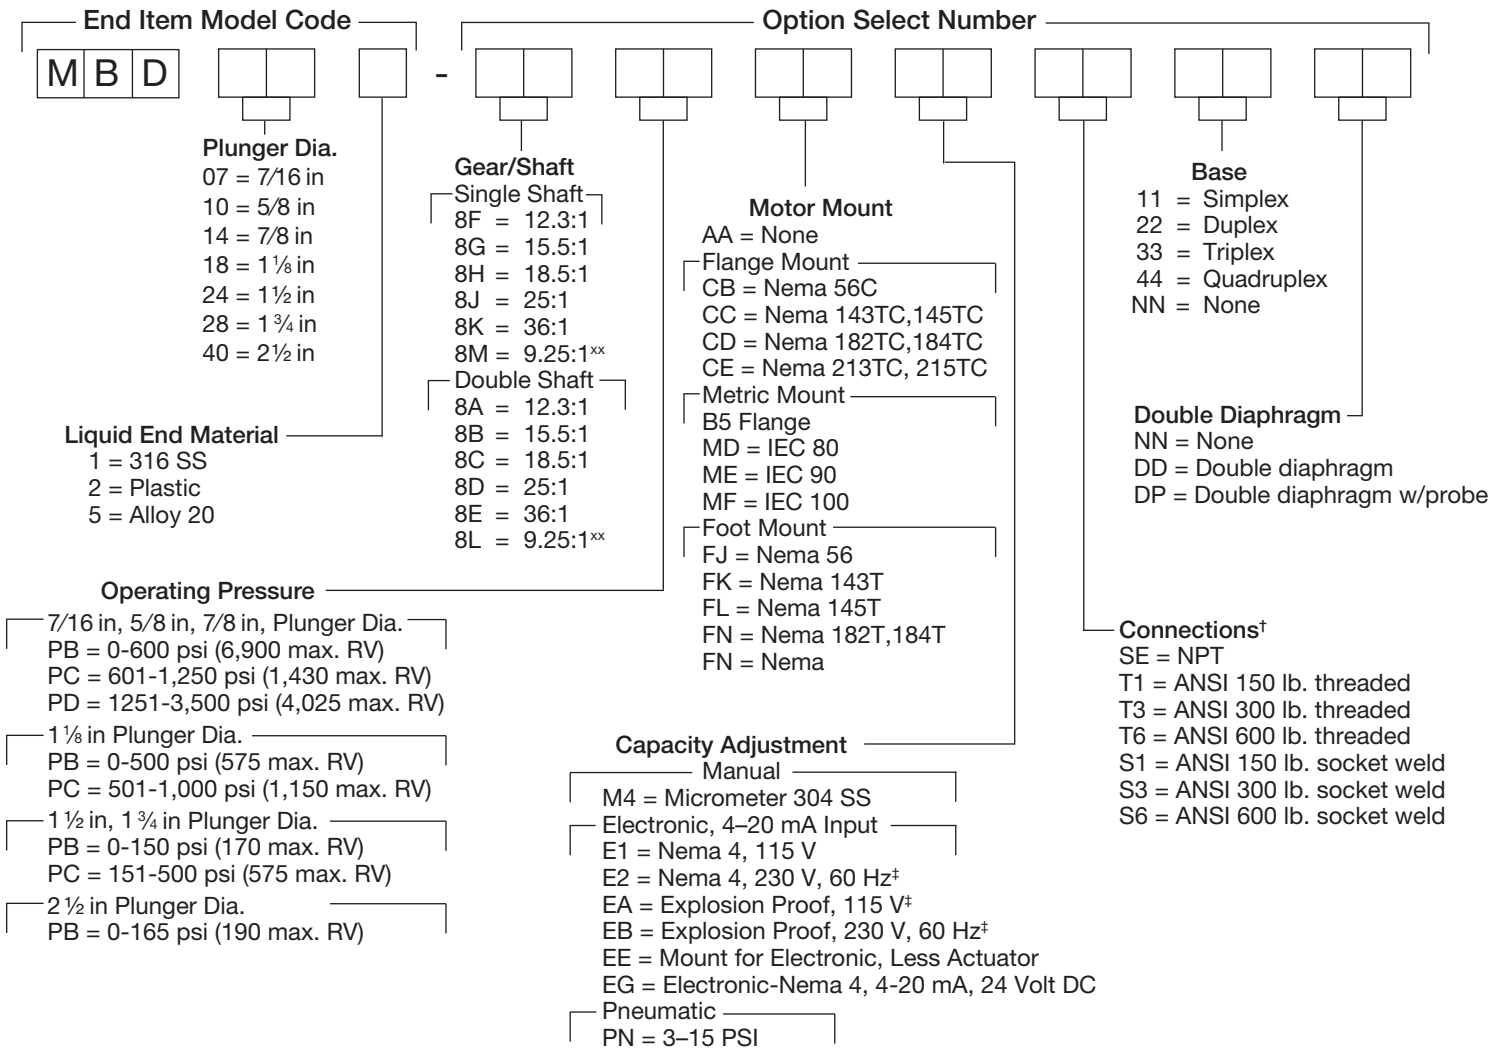 End Item Model Code
Option Select Number
M B D
-
Plunger Dia.
07 = 7/16 in
10 = 5/8 in
14 = 7/8 in
18 = 1 1/8 in
24 = 1 1/2 in
28 = 1 3/4 in
40 = 2 1/2 in
Liquid End Material
1 = 316 SS
2 = Plastic
5 = Alloy 20
Gear/Shaft
Single Shaft
8F = 12.3:1
8G = 15.5:1
8H = 18.5:1
8J = 25:1
8K = 36:1
8M = 9.25:1xx
Double Shaft
8A = 12.3:1
8B = 15.5:1
8C = 18.5:1
8D = 25:1
8E = 36:1
8L = 9.25:1xx
Operating Pressure
7/16 in, 5/8 in, 7/8 in, Plunger Dia.
PB = 0-600 psi (6,900 max. RV)
PC = 601-1,250 psi (1,430 max. RV)
PD = 1251-3,500 psi (4,025 max. RV)
1 1/8 in Plunger Dia.
PB = 0-500 psi (575 max. RV)
PC = 501-1,000 psi (1,150 max. RV)
1 1/2 in, 1 3/4 in Plunger Dia.
PB = 0-150 psi (170 max. RV)
PC = 151-500 psi (575 max. RV)
2 1/2 in Plunger Dia.
PB = 0-165 psi (190 max. RV)
Motor Mount
AA = None
Flange Mount
CB = Nema 56C
CC = Nema 143TC,145TC
CD = Nema 182TC,184TC
CE = Nema 213TC, 215TC
Metric Mount
B5 Flange
MD = IEC 80
ME = IEC 90
MF = IEC 100
Foot Mount
FJ = Nema 56
FK = Nema 143T
FL = Nema 145T
FN = Nema 182T,184T
FN = Nema
Capacity Adjustment
Manual
M4 = Micrometer 304 SS
Electronic, 4–20 mA Input
E1 = Nema 4, 115 V
E2 = Nema 4, 230 V, 60 Hz‡
EA = Explosion Proof, 115 V‡
EB = Explosion Proof, 230 V, 60 Hz‡
EE = Mount for Electronic, Less Actuator
EG = Electronic-Nema 4, 4-20 mA, 24 Volt DC
Pneumatic
PN = 3–15 PSI
Base
11 = Simplex
22 = Duplex
33 = Triplex
44 = Quadruplex
NN = None
Double Diaphragm
NN = None
DD = Double diaphragm
DP = Double diaphragm w/probe
Connections†
SE = NPT
T1 = ANSI 150 lb. threaded
T3 = ANSI 300 lb. threaded
T6 = ANSI 600 lb. threaded
S1 = ANSI 150 lb. socket weld
S3 = ANSI 300 lb. socket weld
S6 = ANSI 600 lb. socket weld